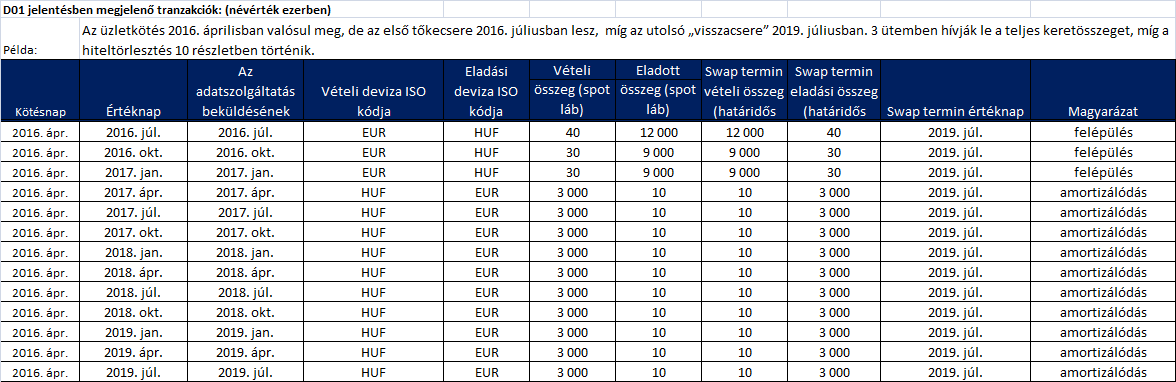 D01 jelentésben megjelenő tranzakciók: (névérték ezerben)
Példa: Az üzletkötés 2016. áprilisban valósul meg, de az első tőkecsere 2016. júliusban lesz, míg az utolsó „visszacsere” 2019. júliusban. 3 ütemben hívják le a teljes keretösszeget, míg a
hiteltörlesztés 10 részletben történik.
Kötésnap Értéknap Az adatszolgáltatás beküldésének Vételi deviza ISO kódja Eladási deviza ISO kódja Vételi összeg (spot láb) Eladott összeg (spot láb) Swap termin vételi összeg (határidős Swap termin eladási összeg (határidős Swap termin értéknap Magyarázat
2016. ápr. 2016. júl. 2016. júl. EUR HUF 40 12 000 12 000 40 2019. júl. felépülés
2016. ápr. 2016. okt. 2016. okt. EUR HUF 30 9 000 9 000 30 2019. júl. felépülés
2016. ápr. 2017. jan. 2017. jan. EUR HUF 30 9 000 9 000 30 2019. júl. felépülés
2016. ápr. 2017. ápr. 2017. ápr. HUF EUR 3 000 10 10 3 000 2019. júl. amortizálódás
2016. ápr. 2017. júl. 2017. júl. HUF EUR 3 000 10 10 3 000 2019. júl. amortizálódás
2016. ápr. 2017. okt. 2017. okt. HUF EUR 3 000 10 10 3 000 2019. júl. amortizálódás
2016. ápr. 2018. jan. 2018. jan. HUF EUR 3 000 10 10 3 000 2019. júl. amortizálódás
2016. ápr. 2018. ápr. 2018. ápr. HUF EUR 3 000 10 10 3 000 2019. júl. amortizálódás
2016. ápr. 2018. júl. 2018. júl. HUF EUR 3 000 10 10 3 000 2019. júl. amortizálódás
2016. ápr. 2018. okt. 2018. okt. HUF EUR 3 000 10 10 3 000 2019. júl. amortizálódás
2016. ápr. 2019. jan. 2019. jan. HUF EUR 3 000 10 10 3 000 2019. júl. amortizálódás
2016. ápr. 2019. ápr. 2019. ápr. HUF EUR 3 000 10 10 3 000 2019. júl. amortizálódás
2016. ápr. 2019. júl. 2019. júl. HUF EUR 3 000 10 10 3 000 2019. júl. amortizálódás